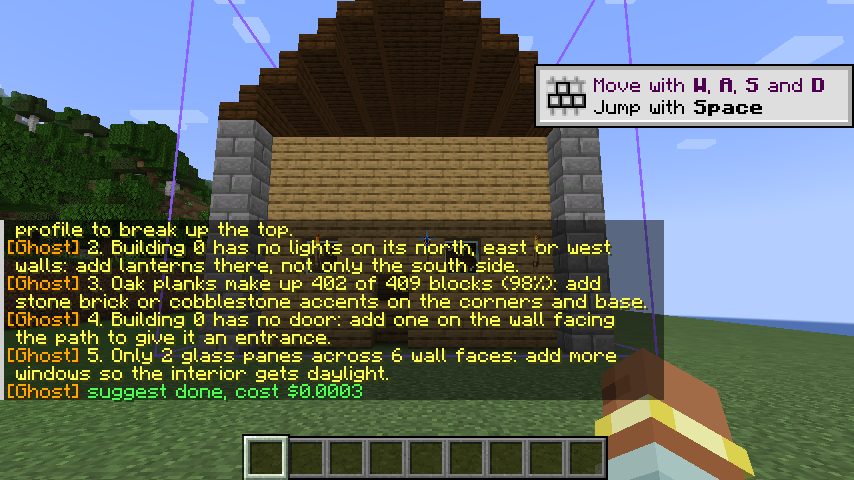 Move with W, A, S and D
Jump with Space
profile to break up the top.
[Ghost] 2. Building 0 has no lights on its north, east or west
walls: add lanterns there, not only the south side.
[Ghost] 3. Oak planks make up 402 of 409 blocks (98%): add
stone brick or cobblestone accents on the corners and base.
[Ghost] 4. Building 0 has no door: add one on the wall facing
the path to give it an entrance.
[Ghost] 5. Only 2 glass panes across 6 wall faces: add more
windows so the interior gets daylight.
[Ghost] suggest done, cost $0.0003